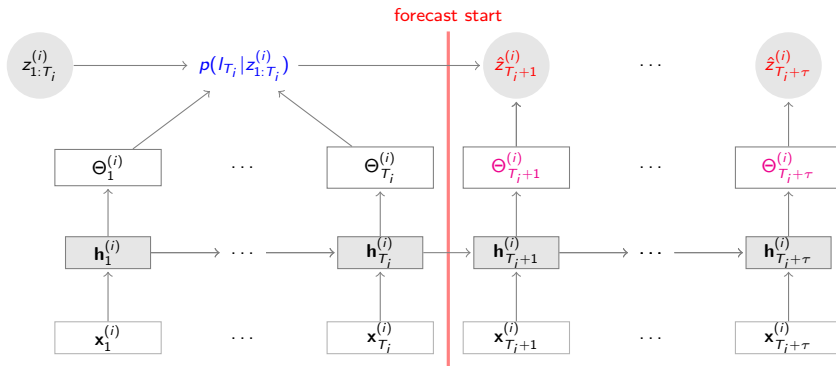 forecast start
z^{(i)}_{1:T_i} p(l_{T_i}|z^{(i)}_{1:T_i}) ẑ^{(i)}_{T_i+1} ··· ẑ^{(i)}_{T_i+τ}
Θ^{(i)}_1 ··· Θ^{(i)}_{T_i} Θ^{(i)}_{T_i+1} Θ^{(i)}_{T_i+τ}
h^{(i)}_1 ··· h^{(i)}_{T_i} h^{(i)}_{T_i+1} ··· h^{(i)}_{T_i+τ}
x^{(i)}_1 ··· x^{(i)}_{T_i} x^{(i)}_{T_i+1} ··· x^{(i)}_{T_i+τ}